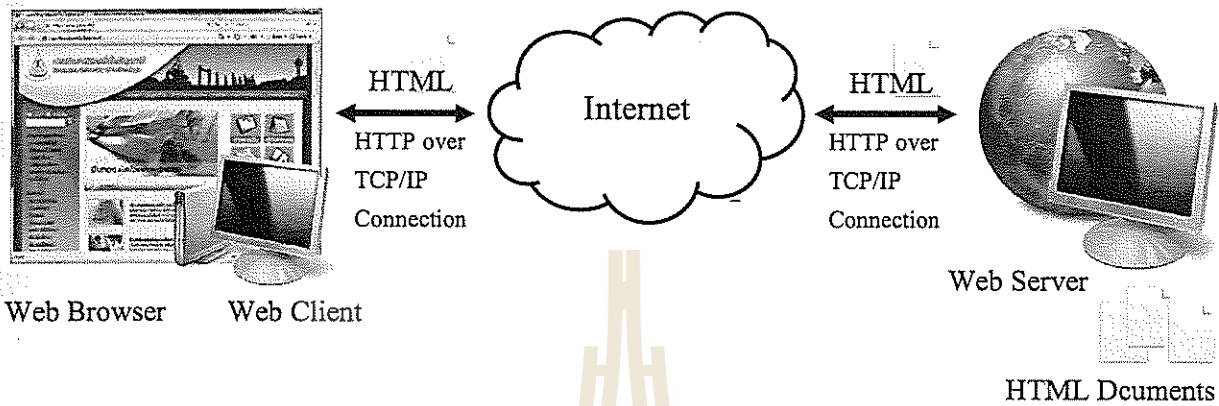 HTML
HTTP over
TCP/IP
Connection
Internet
HTML
HTTP over
TCP/IP
Connection
Web Browser
Web Client
Web Server
HTML Dcuments